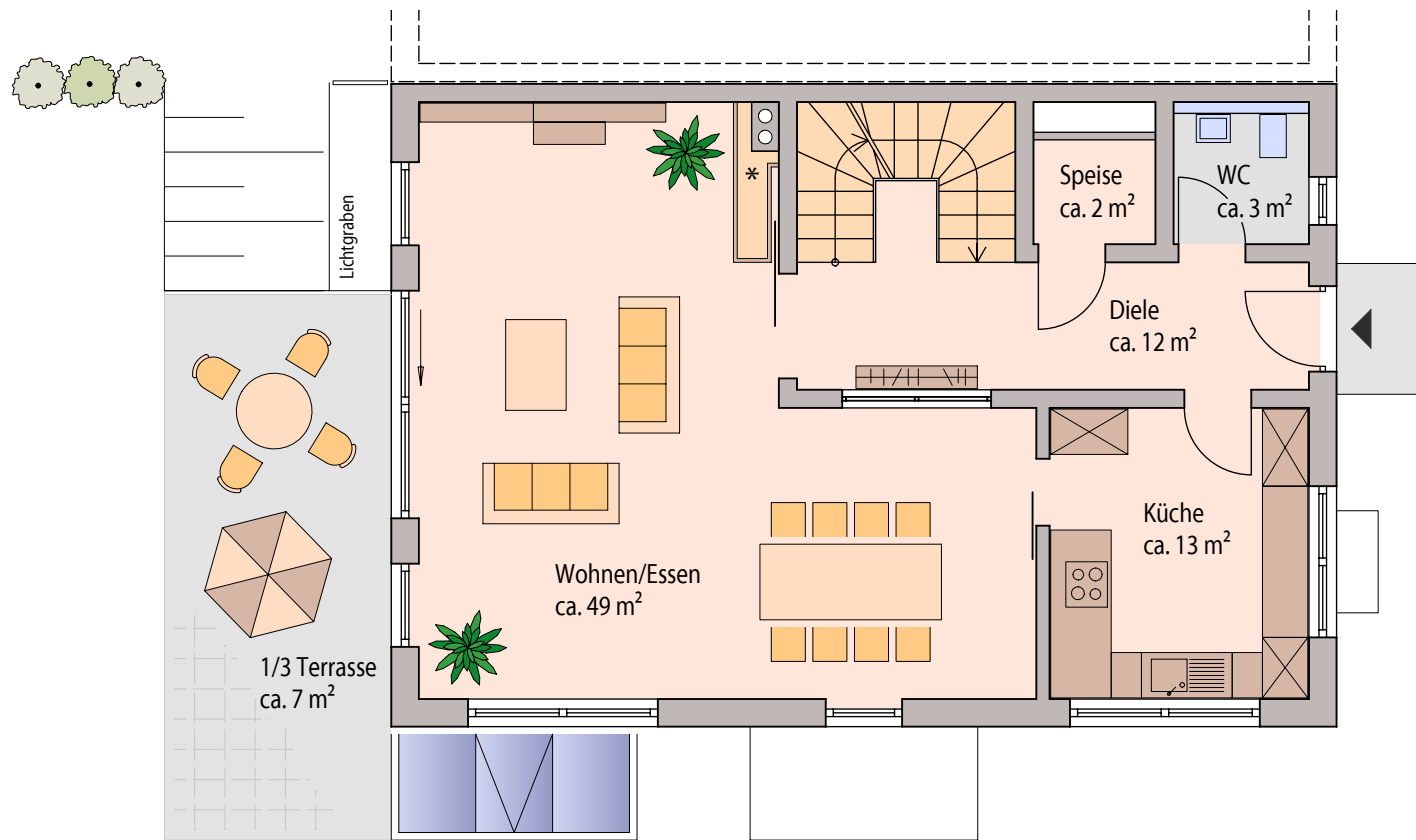 Lichtgraben
Speise
ca. 2 m²
WC
ca. 3 m²
Diele
ca. 12 m²
*
Küche
ca. 13 m²
Wohnen/Essen
ca. 49 m²
1/3 Terrasse
ca. 7 m²